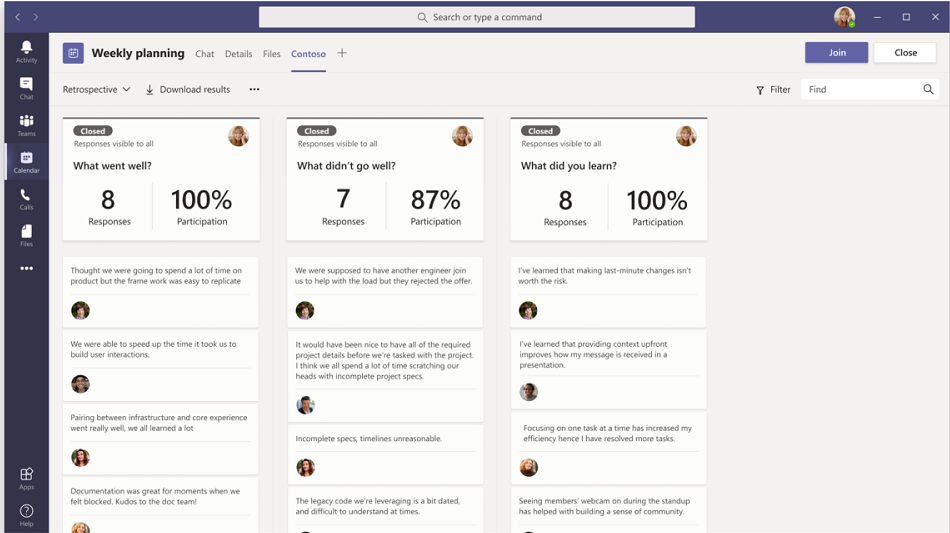 Search or type a command
Activity
Chat
Teams
Calendar
Calls
Files
Apps
Help
Weekly planning
Chat
Details
Files
Contoso
Join
Close
Retrospective
Download results
Filter
Find
Closed
Responses visible to all
What went well?
8
Responses
100%
Participation
Thought we were going to spend a lot of time on
product but the frame work was easy to replicate
We were able to speed up the time it took us to
build user interactions.
Pairing between infrastructure and core experience
went really well, we all learned a lot
Documentation was great for moments when we
felt blocked. Kudos to the doc team!
Closed
Responses visible to all
What didn't go well?
7
Responses
87%
Participation
We were supposed to have another engineer join
us to help with the load but they rejected the offer.
It would have been nice to have all of the required
project details before we're tasked with the project.
I think we all spend a lot of time scratching our
heads with incomplete project specs.
Incomplete specs, timelines unreasonable.
The legacy code we're leveraging is a bit dated,
and difficult to understand at times.
Closed
Responses visible to all
What did you learn?
8
Responses
100%
Participation
I've learned that making last-minute changes isn't
worth the risk.
I've learned that providing context upfront
improves how my message is received in a
presentation.
Focusing on one task at a time has increased my
efficiency hence I have resolved more tasks.
Seeing members' webcam on during the standup
has helped with building a sense of community.